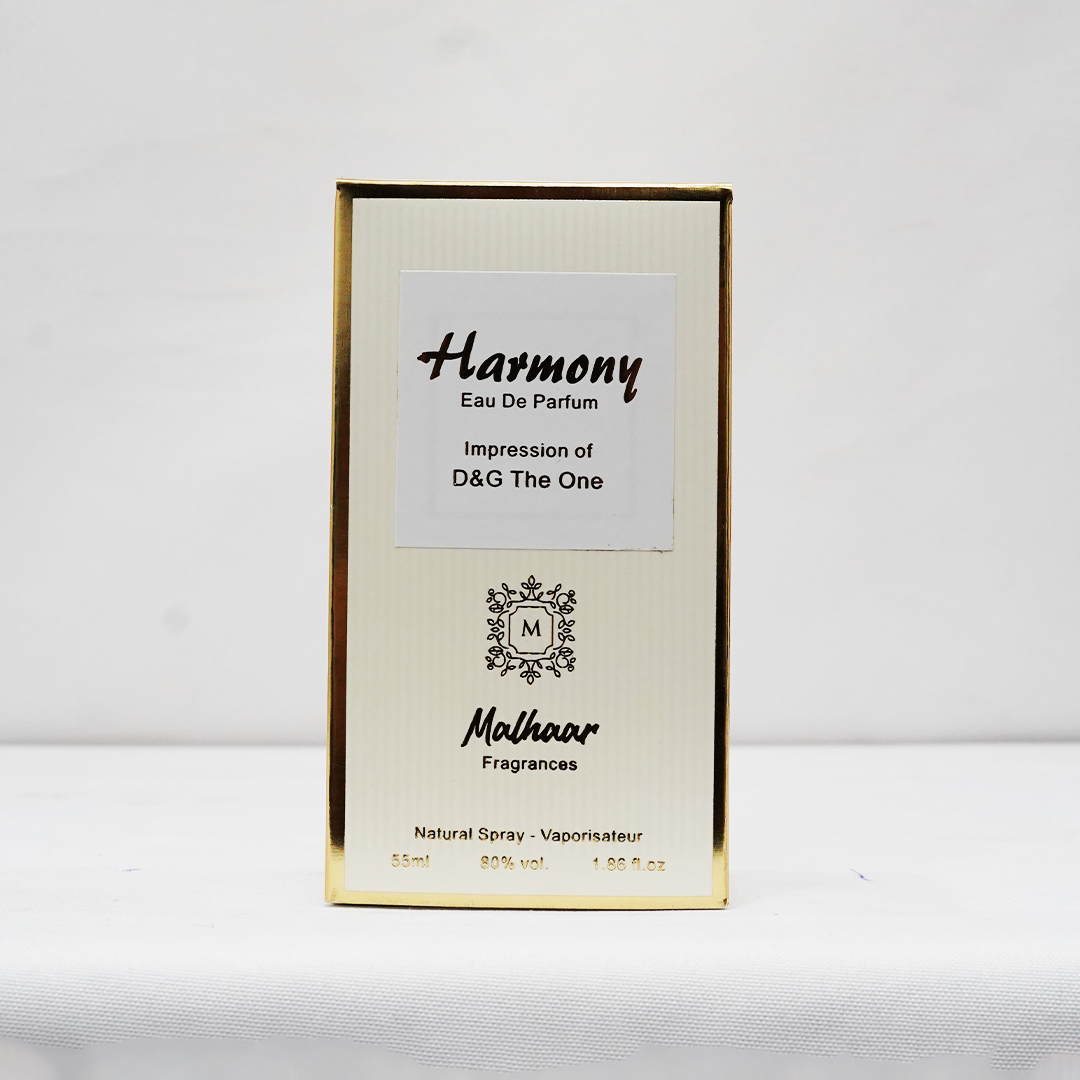 Harmony
Eau De Parfum
Impression of
D&G The One
M
Malhaar
Fragrances
Natural Spray - Vaporisateur
55ml 80% vol. 1.86 fl.oz